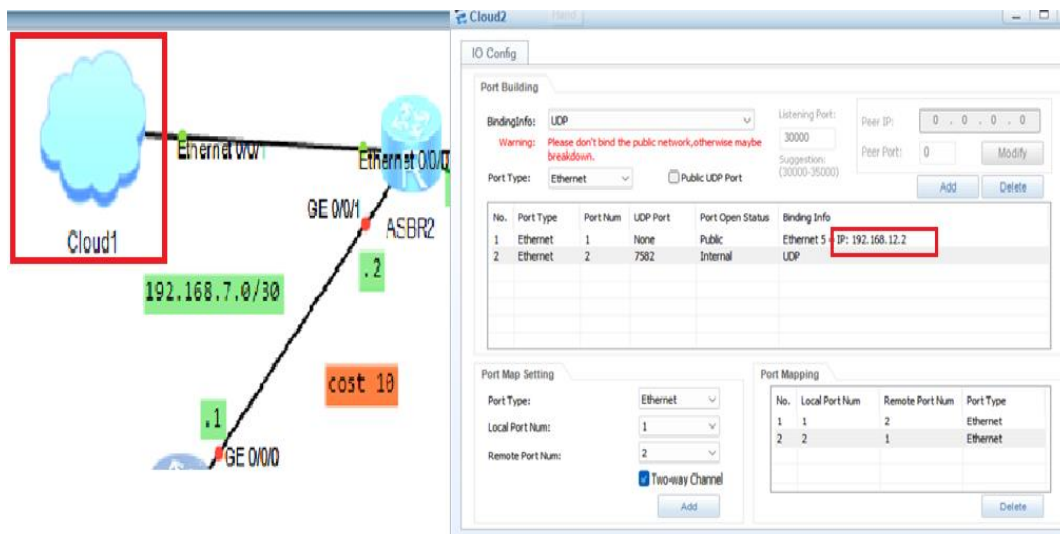 Ethernet 0/0/1
Ethernet 0/0/0
GE 0/0/1
ASBR2
Cloud1
.2
192.168.7.0/30
cost 10
.1
GE 0/0/0
Cloud2
IO Config
Port Building
BindingInfo: UDP
Warning: Please don't bind the public network,otherwise maybe
breakdown.
Port Type: Ethernet
Public UDP Port
Listening Port:
30000
Suggestion:
(30000-35000)
Peer IP: 0 . 0 . 0 . 0
Peer Port: 0 Modify
Add Delete
No. Port Type Port Num UDP Port Port Open Status Binding Info
1 Ethernet 1 None Public Ethernet 5 - IP: 192.168.12.2
2 Ethernet 2 7582 Internal UDP
Port Map Setting
Port Type: Ethernet
Local Port Num: 1
Remote Port Num: 2
Two-way Channel
Add
Port Mapping
No. Local Port Num Remote Port Num Port Type
1 1 2 Ethernet
2 2 1 Ethernet
Delete